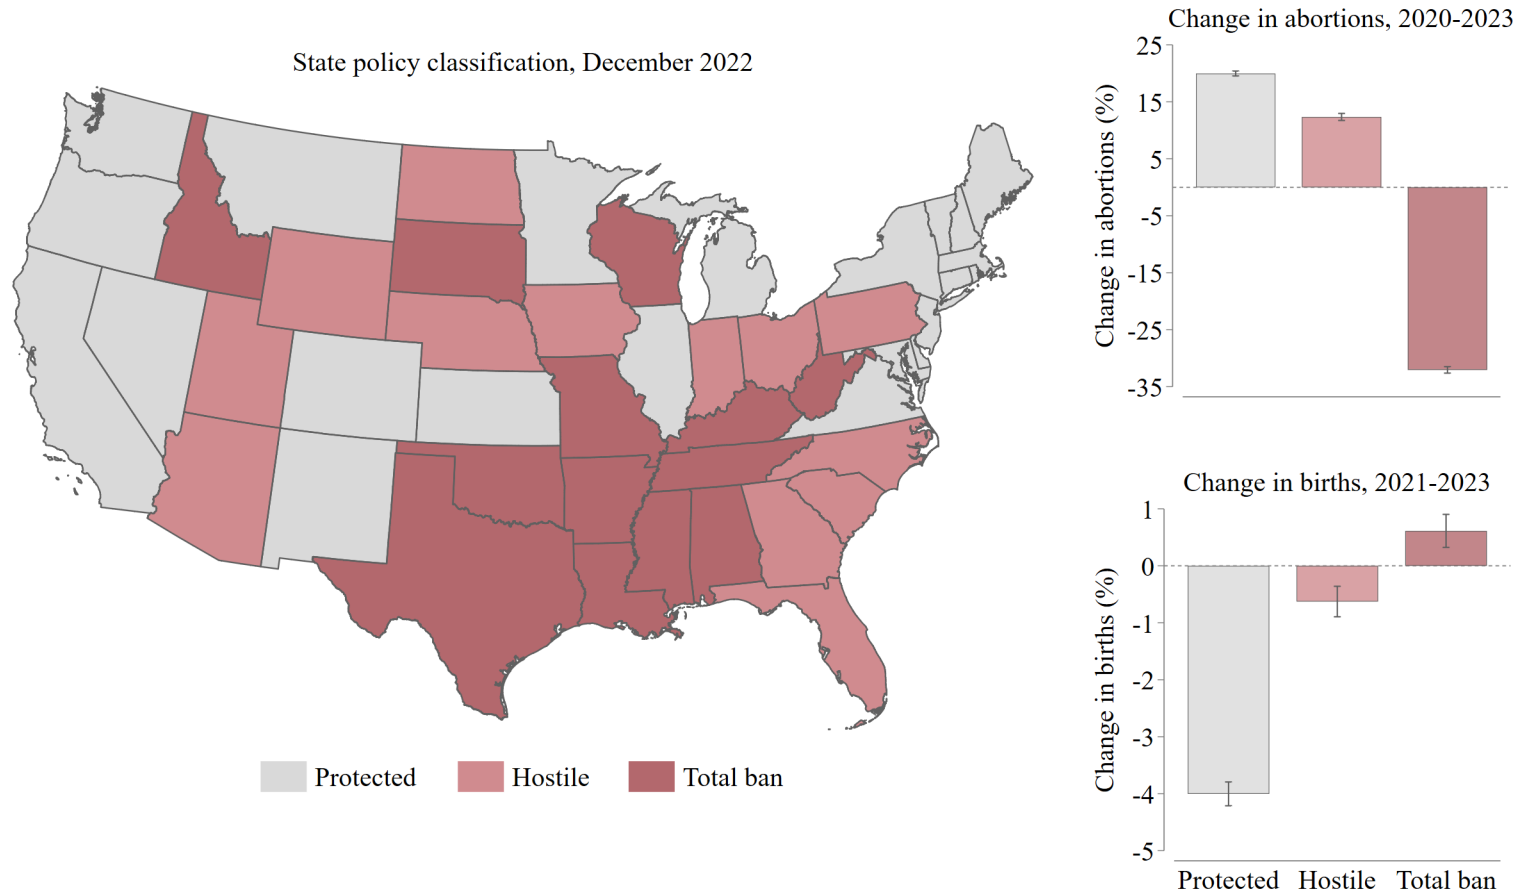 State policy classification, December 2022
Protected
Hostile
Total ban
Change in abortions, 2020-2023
Change in abortions (%)
25
15
5
-5
-15
-25
-35
Change in births, 2021-2023
Change in births (%)
1
0
-1
-2
-3
-4
-5
Protected Hostile Total ban